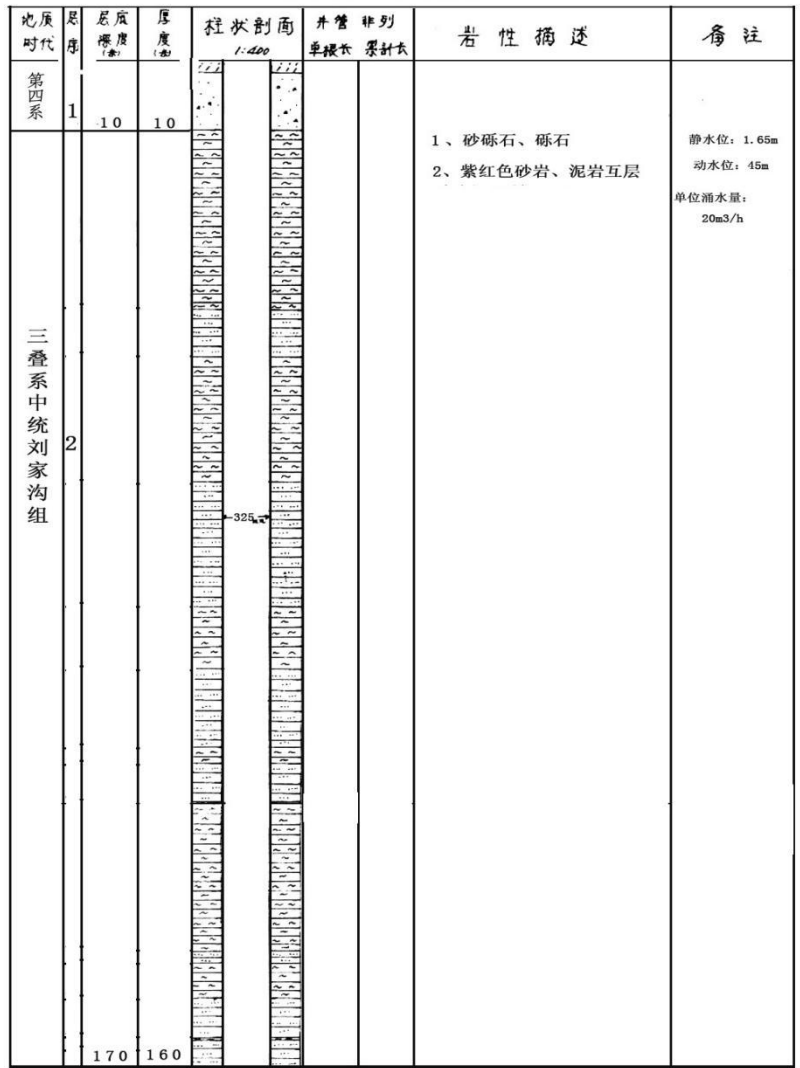 地质
时代
层
序
层底
深度
(米)
厚
度
(米)
柱状剖面
1:400
井管排列
单根长 累计长
岩性描述
备注
第四系
1
10
10
1、砂砾石、砾石
2、紫红色砂岩、泥岩互层
静水位：1.65m
动水位：45m
单位涌水量：
20m3/h
三叠系中统刘家沟组
2
325
170
160